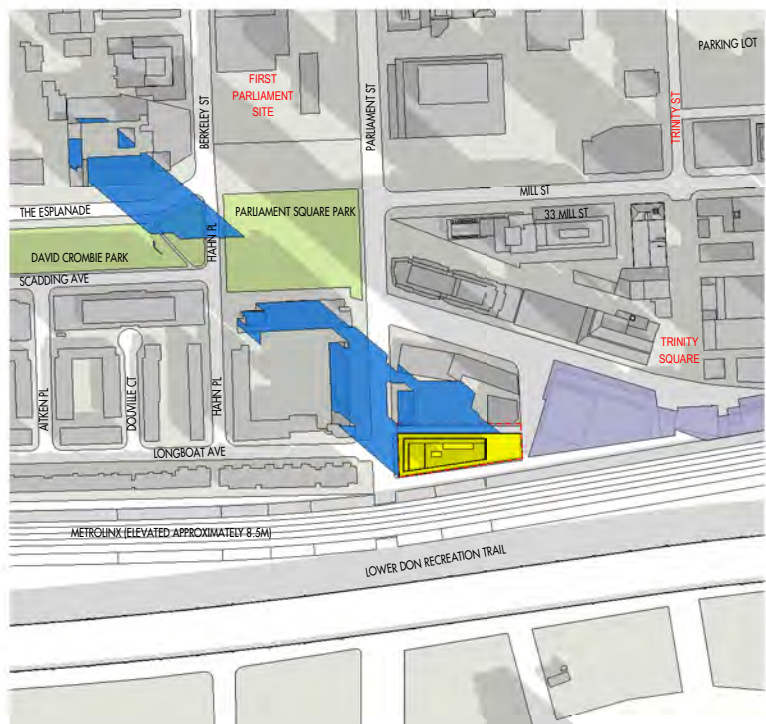 PARKING LOT
FIRST
PARLIAMENT
SITE
BERKELEY ST
PARLIAMENT ST
TRINITY ST
MILL ST
THE ESPLANADE
PARLIAMENT SQUARE PARK
33 MILL ST
HAHN PL
DAVID CROMBIE PARK
SCADDING AVE
TRINITY
SQUARE
AITKEN PL
DOUVILLE CT
HAHN PL
LONGBOAT AVE
METROLINX (ELEVATED APPROXIMATELY 8.5M)
LOWER DON RECREATION TRAIL